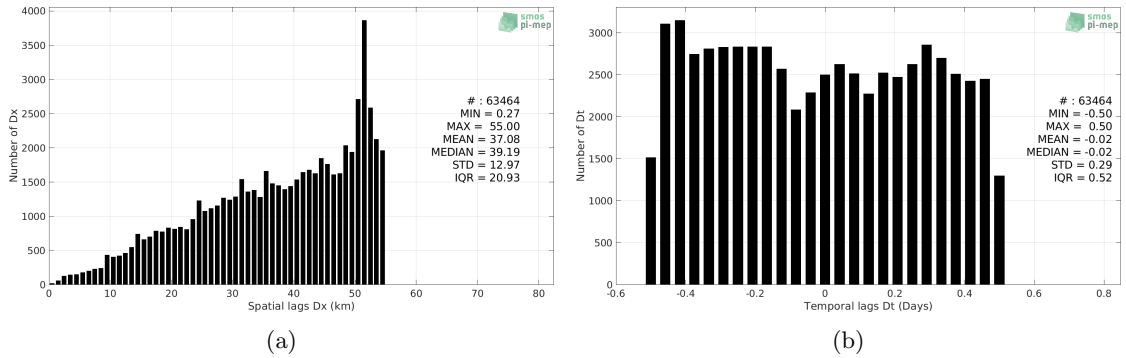 4000
3500
3000
2500
2000
1500
1000
500
0
Number of Dx
0 10 20 30 40 50 60 70 80
Spatial lags Dx (km)
smos
pi-mep
# : 63464
MIN = 0.27
MAX = 55.00
MEAN = 37.08
MEDIAN = 39.19
STD = 12.97
IQR = 20.93
(a)
3000
2500
2000
1500
1000
500
0
Number of Dt
-0.6 -0.4 -0.2 0 0.2 0.4 0.6 0.8
Temporal lags Dt (Days)
smos
pi-mep
# : 63464
MIN = -0.50
MAX = 0.50
MEAN = -0.02
MEDIAN = -0.02
STD = 0.29
IQR = 0.52
(b)